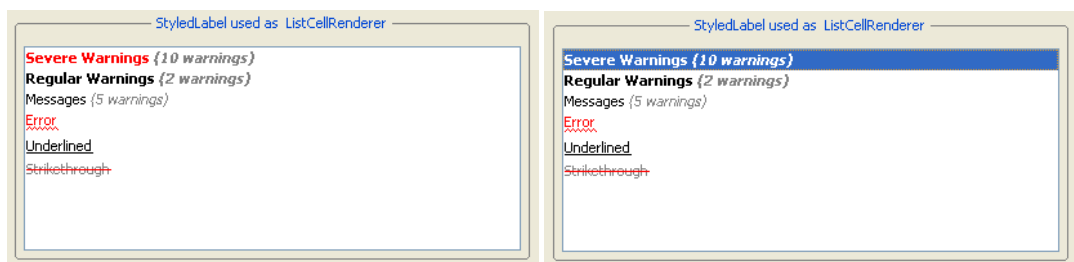 StyledLabel used as ListCellRenderer
Severe Warnings {10 warnings}
Regular Warnings {2 warnings}
Messages {5 warnings}
Error
Underlined
Strikethrough
StyledLabel used as ListCellRenderer
Severe Warnings {10 warnings}
Regular Warnings {2 warnings}
Messages {5 warnings}
Error
Underlined
Strikethrough